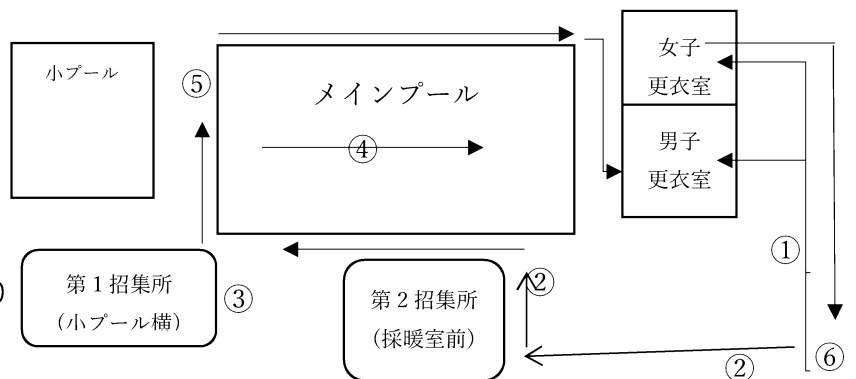 小プール
メインプール
女子
更衣室
男子
更衣室
⑤
④
①
第1招集所
(小プール横)
③
第2招集所
(採暖室前)
②
②
⑥
)